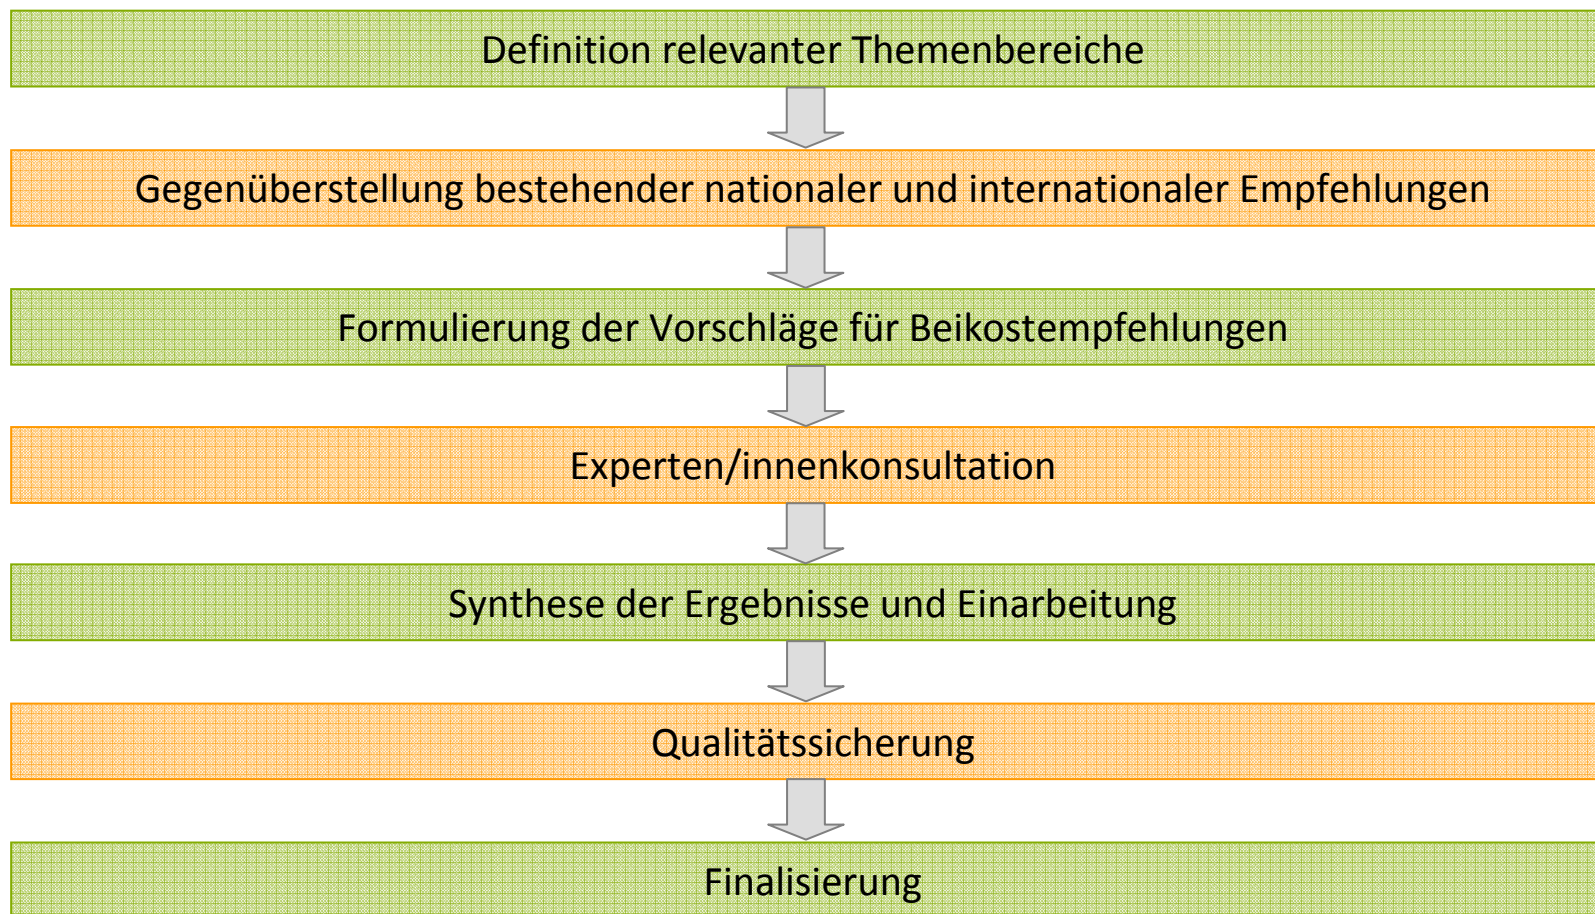 Definition relevanter Themenbereiche
Gegenüberstellung bestehender nationaler und internationaler Empfehlungen
Formulierung der Vorschläge für Beikostempfehlungen
Experten/innenkonsultation
Synthese der Ergebnisse und Einarbeitung
Qualitätssicherung
Finalisierung